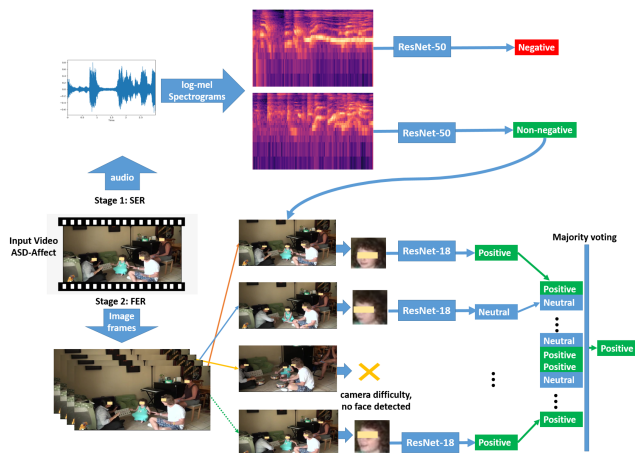 ResNet-50
Negative
log-mel
Spectrograms
Time
ResNet-50
Non-negative
audio
Stage 1: SER
Input Video
ASD-Affect
Stage 2: FER
Image
frames
ResNet-18
Positive
Majority voting
Positive
Neutral
ResNet-18
Neutral
Neutral
Positive
Positive
Neutral
Positive
camera difficulty,
no face detected
ResNet-18
Positive
Positive